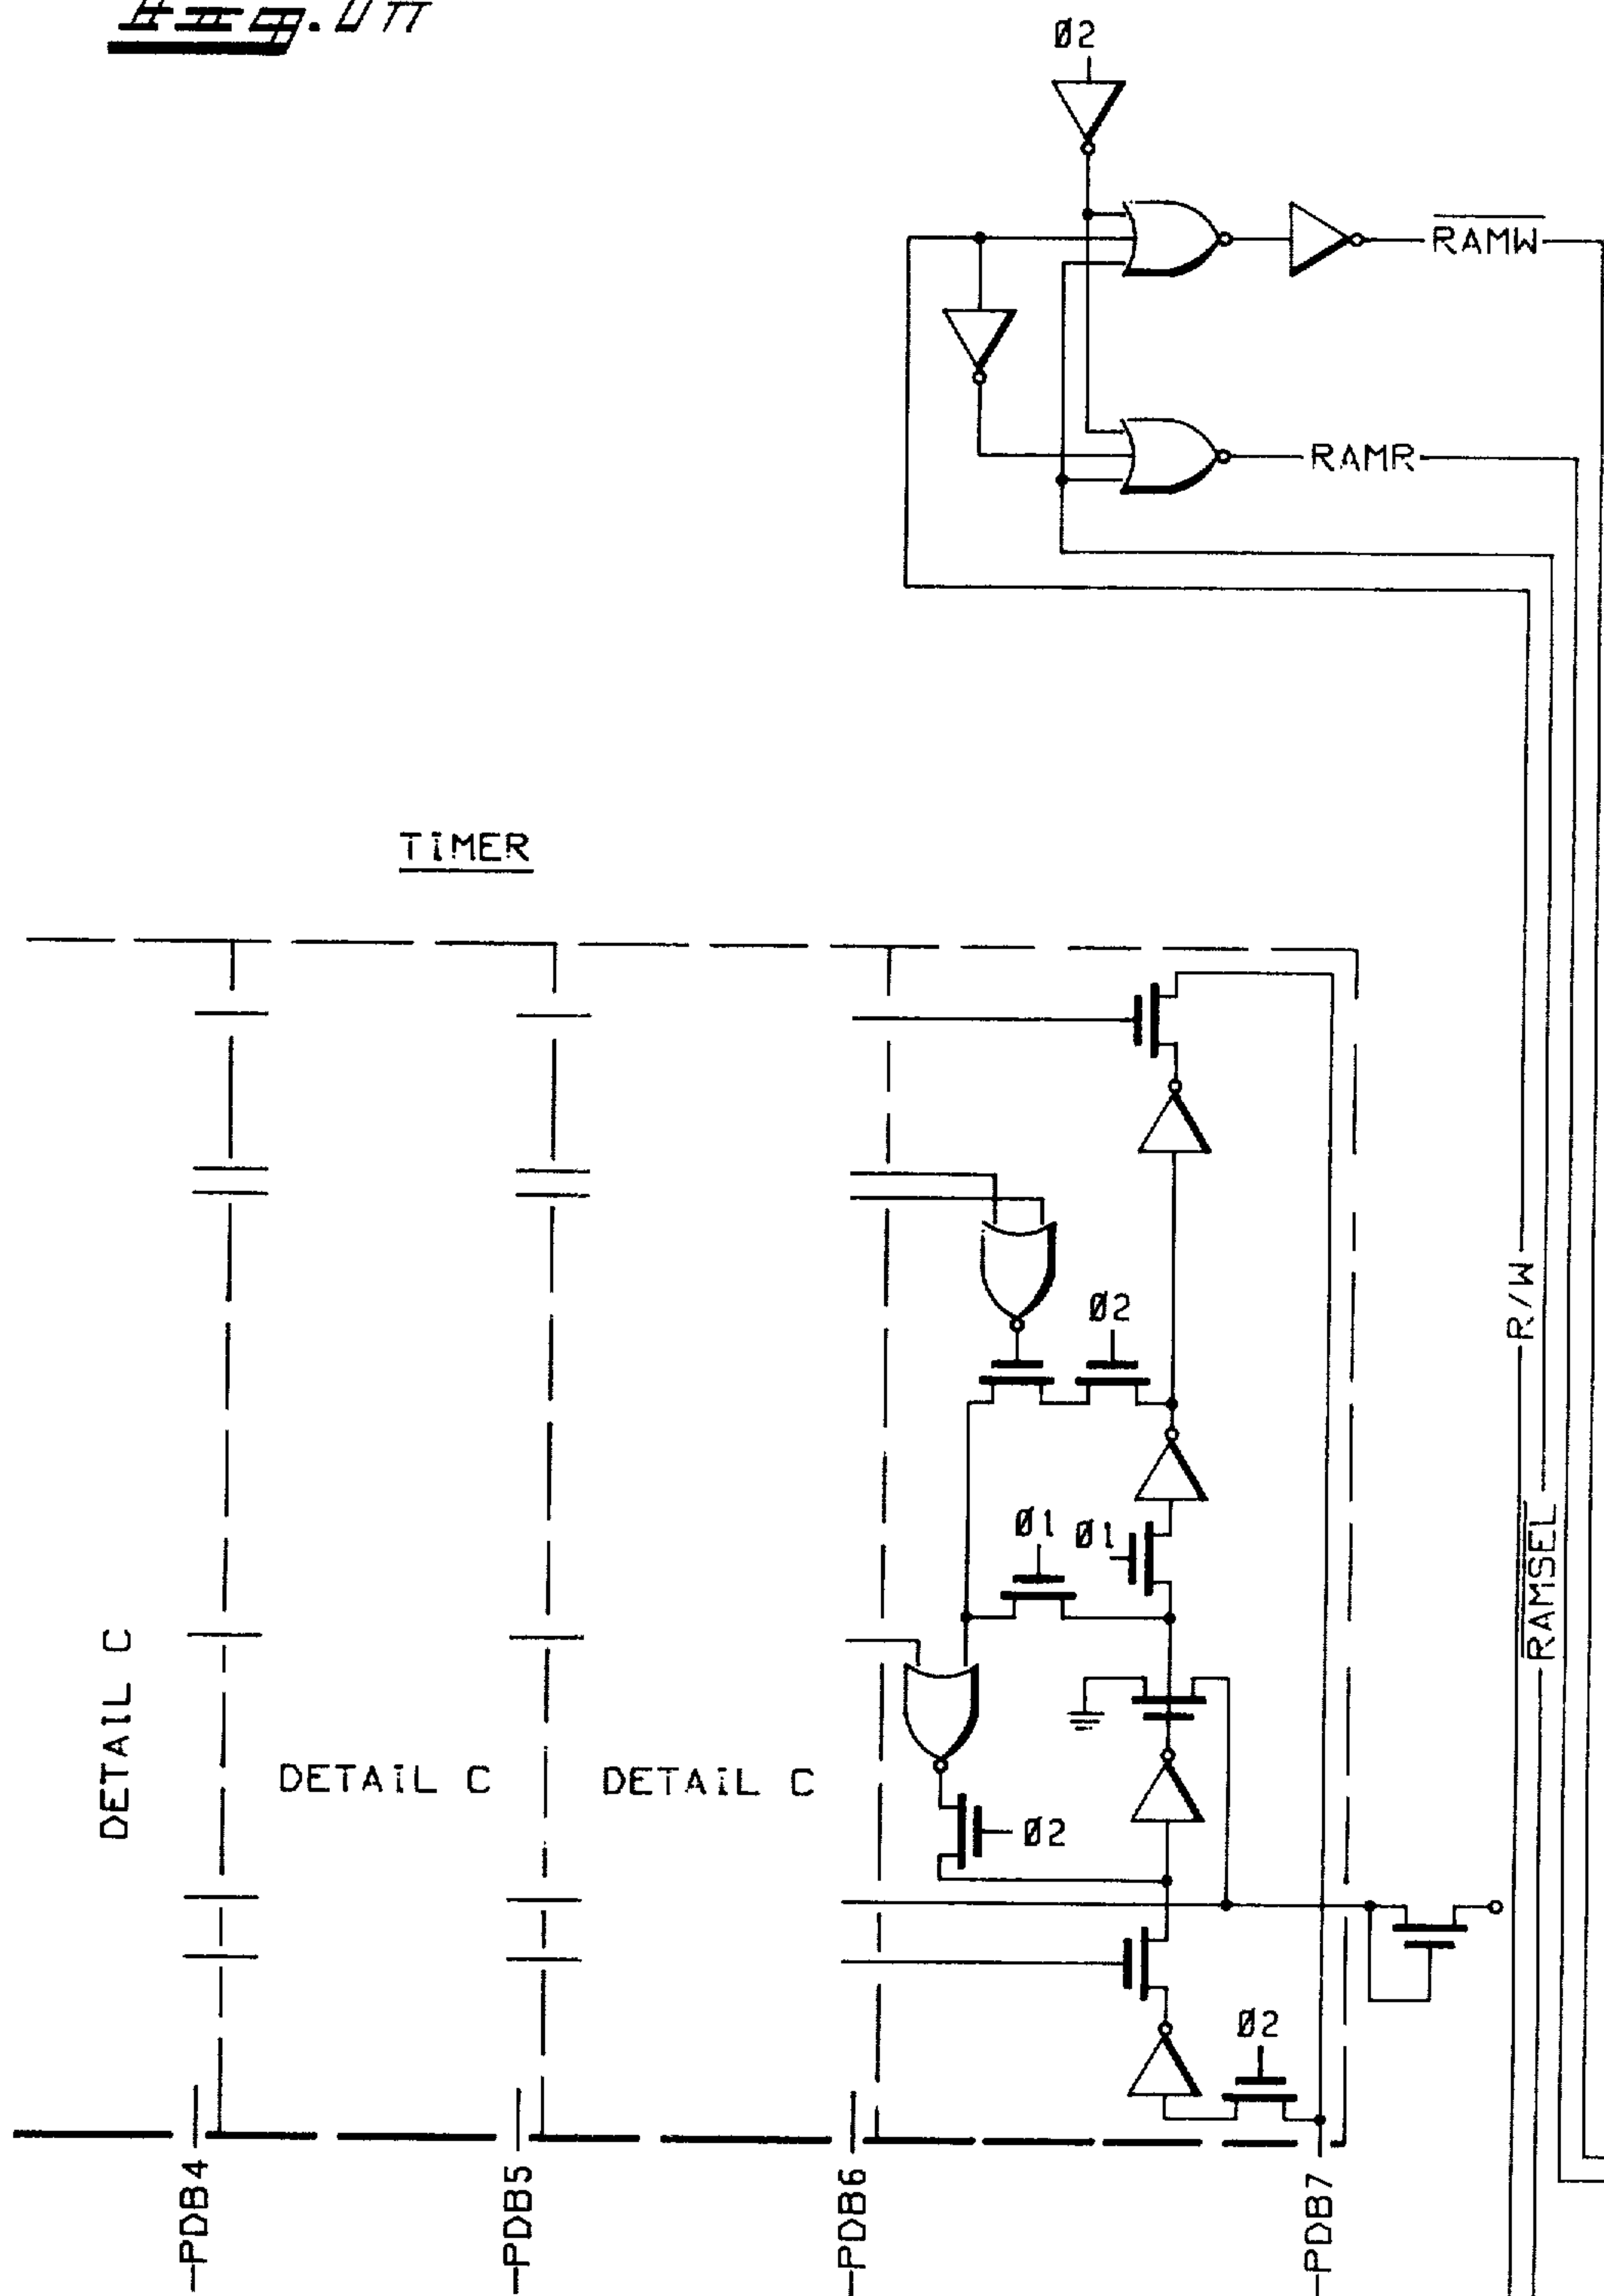 Ø2
RAMW
RAMR
TIMER
Ø2
R/W
Ø1
Ø1
RAMSEL
DETAIL C
DETAIL C
DETAIL C
Ø2
Ø2
PDB4
PDB5
PDB6
PDB7